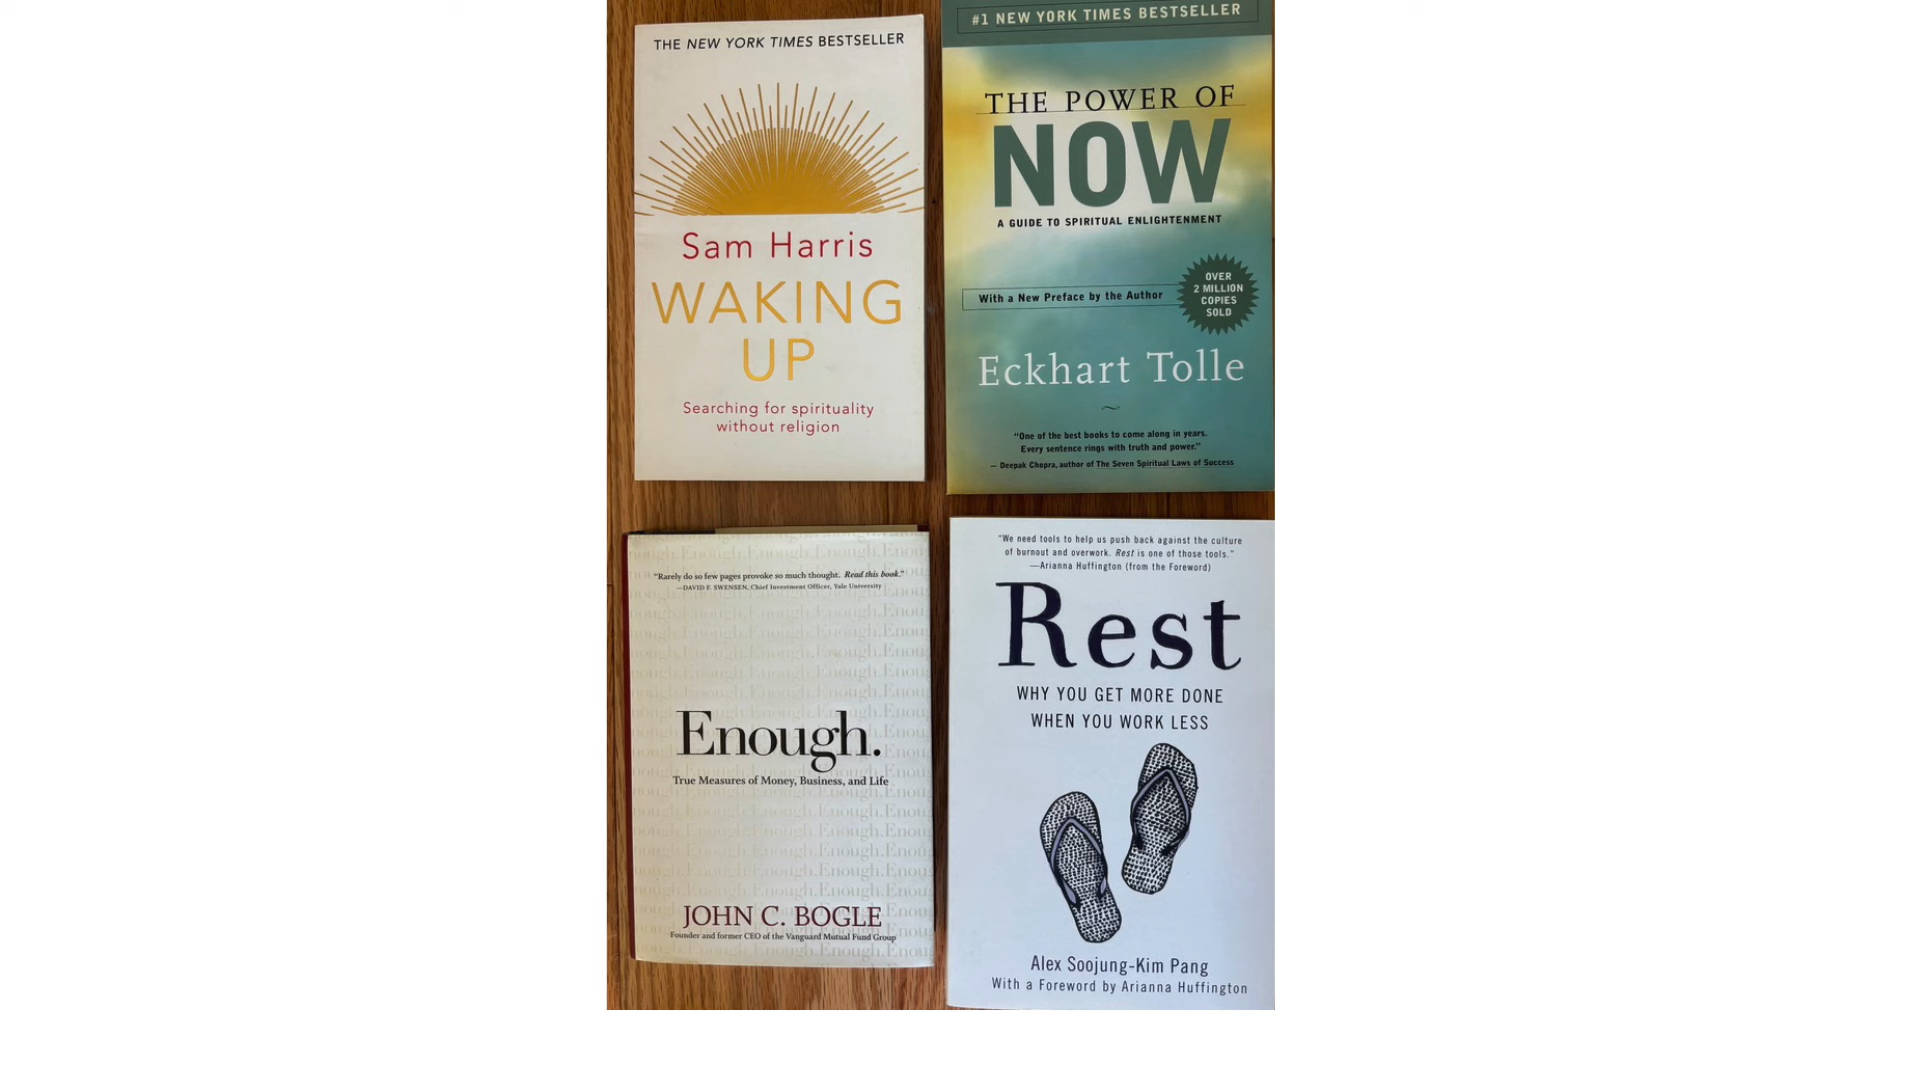 THE NEW YORK TIMES BESTSELLER
Sam Harris
WAKING
UP
Searching for spirituality
without religion
#1 NEW YORK TIMES BESTSELLER
THE POWER OF
NOW
A GUIDE TO SPIRITUAL ENLIGHTENMENT
With a New Preface by the Author
OVER
2 MILLION
COPIES
SOLD
Eckhart Tolle
"One of the best books to come along in years.
Every sentence rings with truth and power."
— Deepak Chopra, author of The Seven Spiritual Laws of Success
"Rarely do so few pages provoke so much thought. Read this book."
—DAVID F. SWENSEN, Chief Investment Officer, Yale University
Enough.
True Measures of Money, Business, and Life
JOHN C. BOGLE
Founder and former CEO of the Vanguard Mutual Fund Group
"We need tools to help us push back against the culture
of burnout and overwork. Rest is one of those tools."
—Arianna Huffington (from the Foreword)
Rest
WHY YOU GET MORE DONE
WHEN YOU WORK LESS
Alex Soojung-Kim Pang
With a Foreword by Arianna Huffington